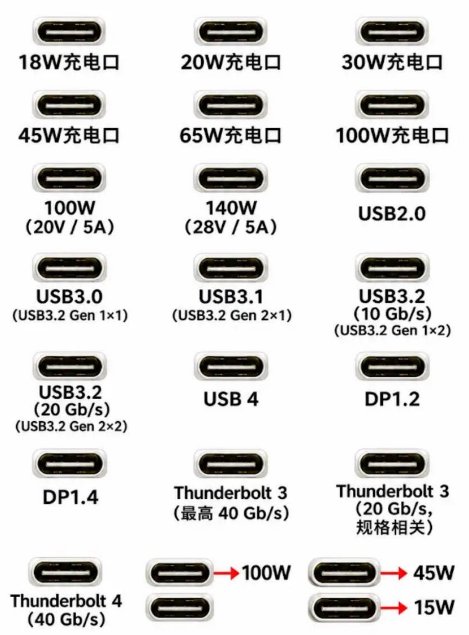 18W充电口
20W充电口
30W充电口
45W充电口
65W充电口
100W充电口
100W
(20V / 5A)
140W
(28V / 5A)
USB2.0
USB3.0
(USB3.2 Gen 1×1)
USB3.1
(USB3.2 Gen 2×1)
USB3.2
(10 Gb/s)
(USB3.2 Gen 1×2)
USB3.2
(20 Gb/s)
(USB3.2 Gen 2×2)
USB 4
DP1.2
DP1.4
Thunderbolt 3
(最高 40 Gb/s)
Thunderbolt 3
(20 Gb/s,
规格相关)
Thunderbolt 4
(40 Gb/s)
100W
45W
15W